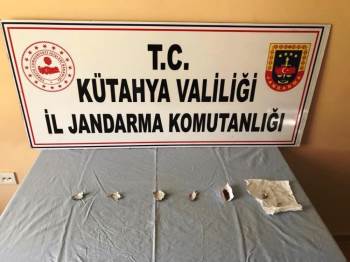 T.C.
KÜTAHYA VALİLİĞİ
İL JANDARMA KOMUTANLIĞI